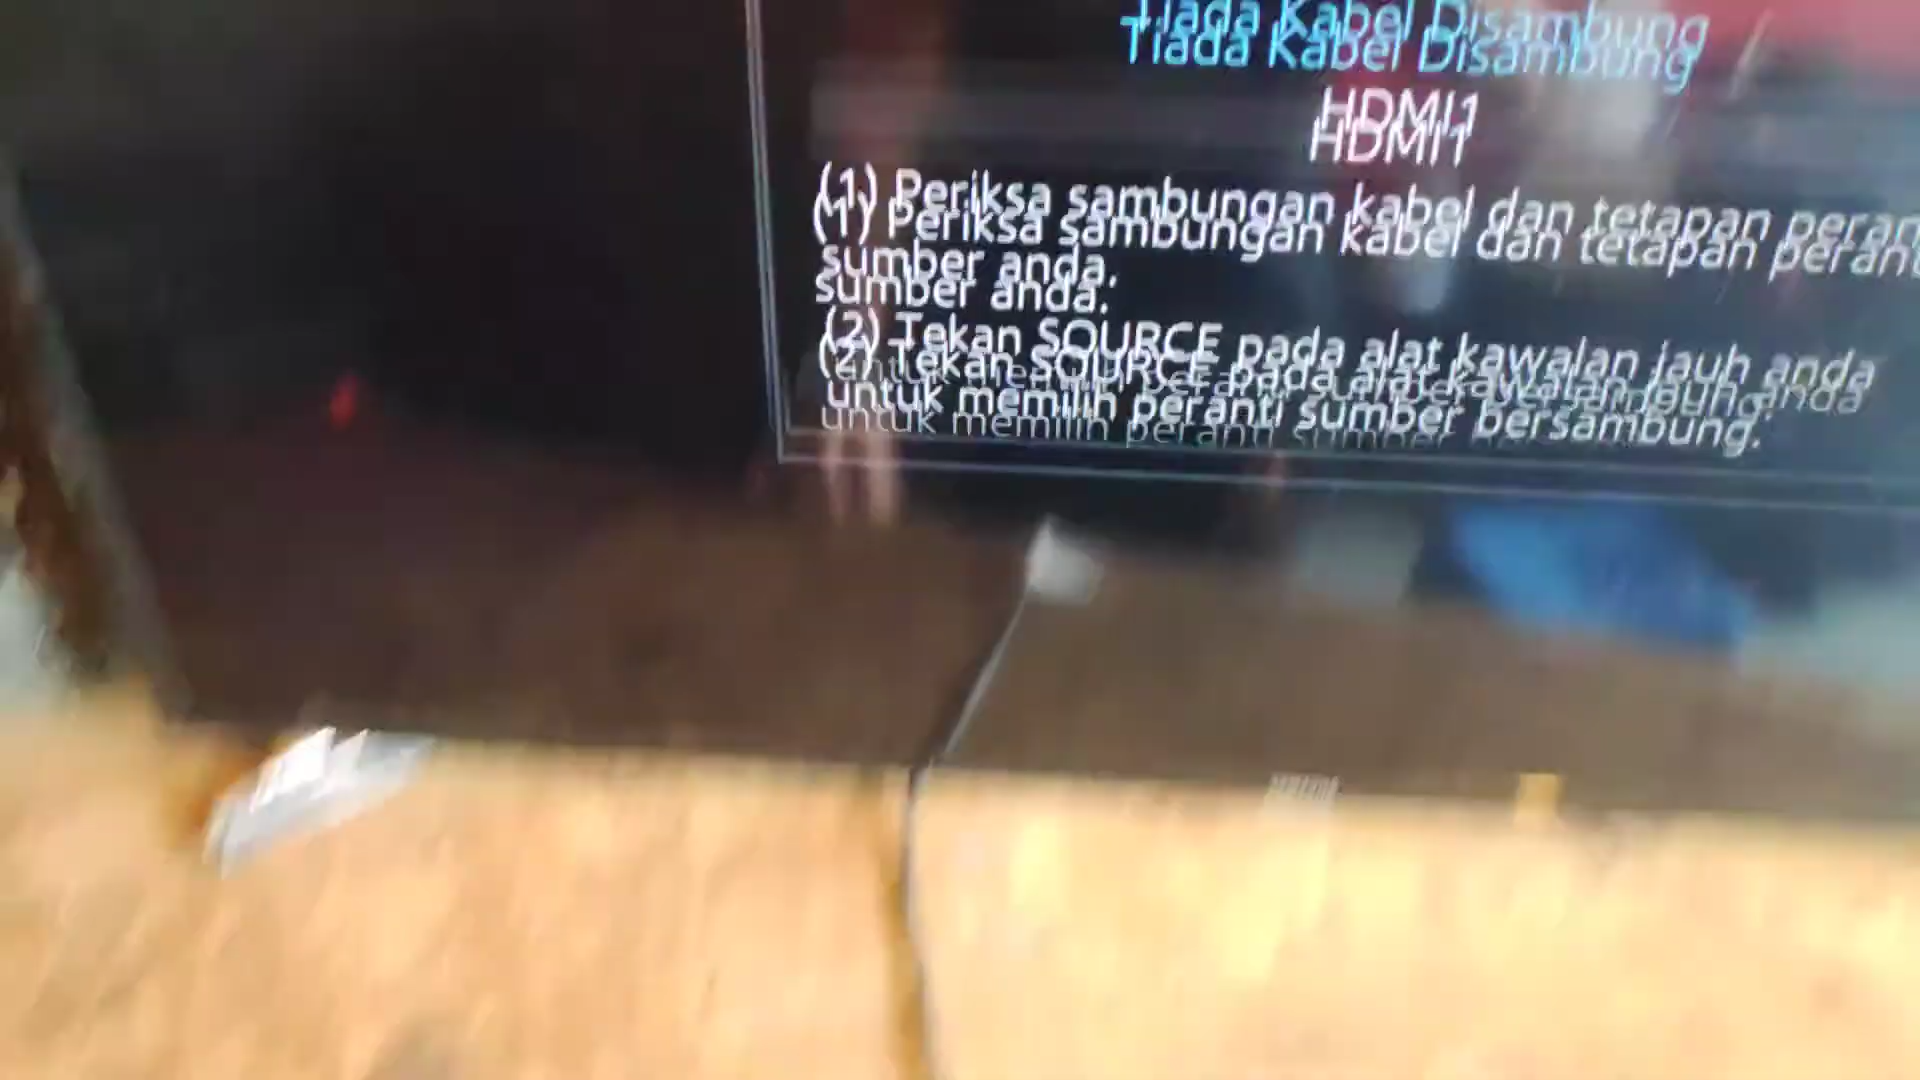 Tiada Kabel Disambung
HDMI1
(1) Periksa sambungan kabel dan tetapan
sumber anda.
(2) Tekan SOURCE pada alat kawalan jauh anda
untuk memilih peranti sumber bersambung.